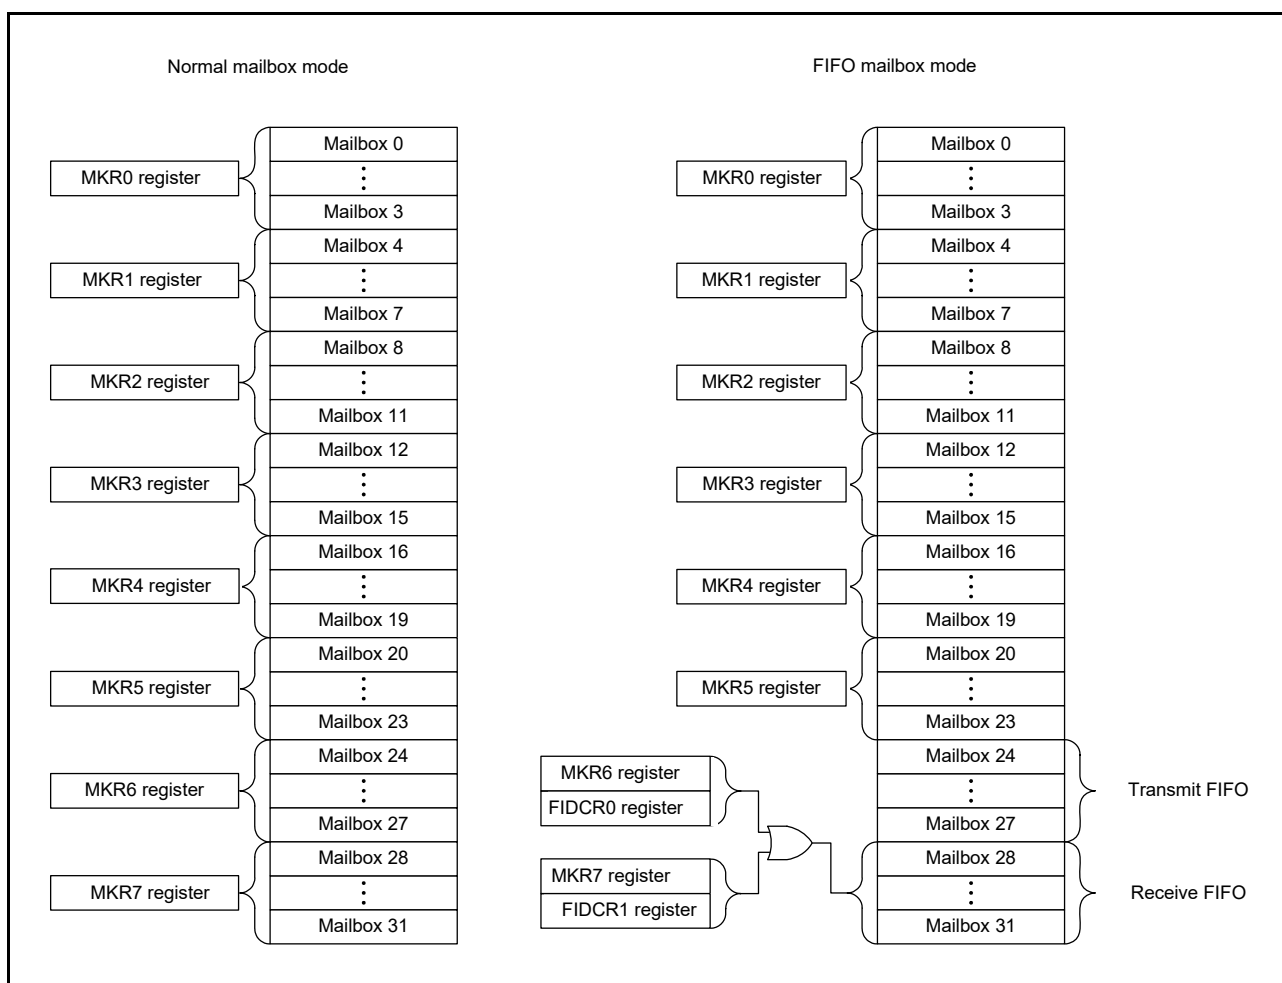 Normal mailbox mode
Mailbox 0
MKR0 register
Mailbox 3
Mailbox 4
MKR1 register
Mailbox 7
Mailbox 8
MKR2 register
Mailbox 11
Mailbox 12
MKR3 register
Mailbox 15
Mailbox 16
MKR4 register
Mailbox 19
Mailbox 20
MKR5 register
Mailbox 23
Mailbox 24
MKR6 register
Mailbox 27
Mailbox 28
MKR7 register
Mailbox 31
FIFO mailbox mode
Mailbox 0
MKR0 register
Mailbox 3
Mailbox 4
MKR1 register
Mailbox 7
Mailbox 8
MKR2 register
Mailbox 11
Mailbox 12
MKR3 register
Mailbox 15
Mailbox 16
MKR4 register
Mailbox 19
Mailbox 20
MKR5 register
Mailbox 23
Mailbox 24
MKR6 register
Transmit FIFO
FIDCR0 register
Mailbox 27
Mailbox 28
MKR7 register
Receive FIFO
FIDCR1 register
Mailbox 31